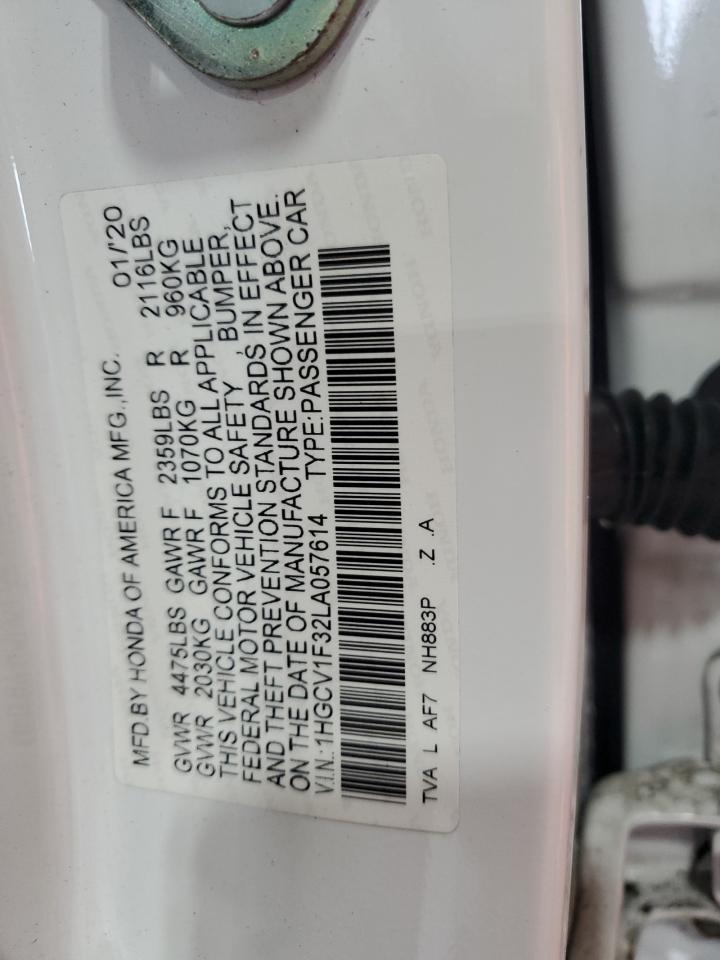 MFD. BY HONDA OF AMERICA MFG., INC. 01/'20
GVWR 4475LBS GAWR F 2359LBS R 2116LBS
GVWR 2030KG GAWR F 1070KG R 960KG
THIS VEHICLE CONFORMS TO ALL APPLICABLE
FEDERAL MOTOR VEHICLE SAFETY , BUMPER,
AND THEFT PREVENTION STANDARDS IN EFFECT
ON THE DATE OF MANUFACTURE SHOWN ABOVE.
V.I.N.: 1HGCV1F32LA057614 TYPE:PASSENGER CAR
TVA L AF7 NH883P .Z .A